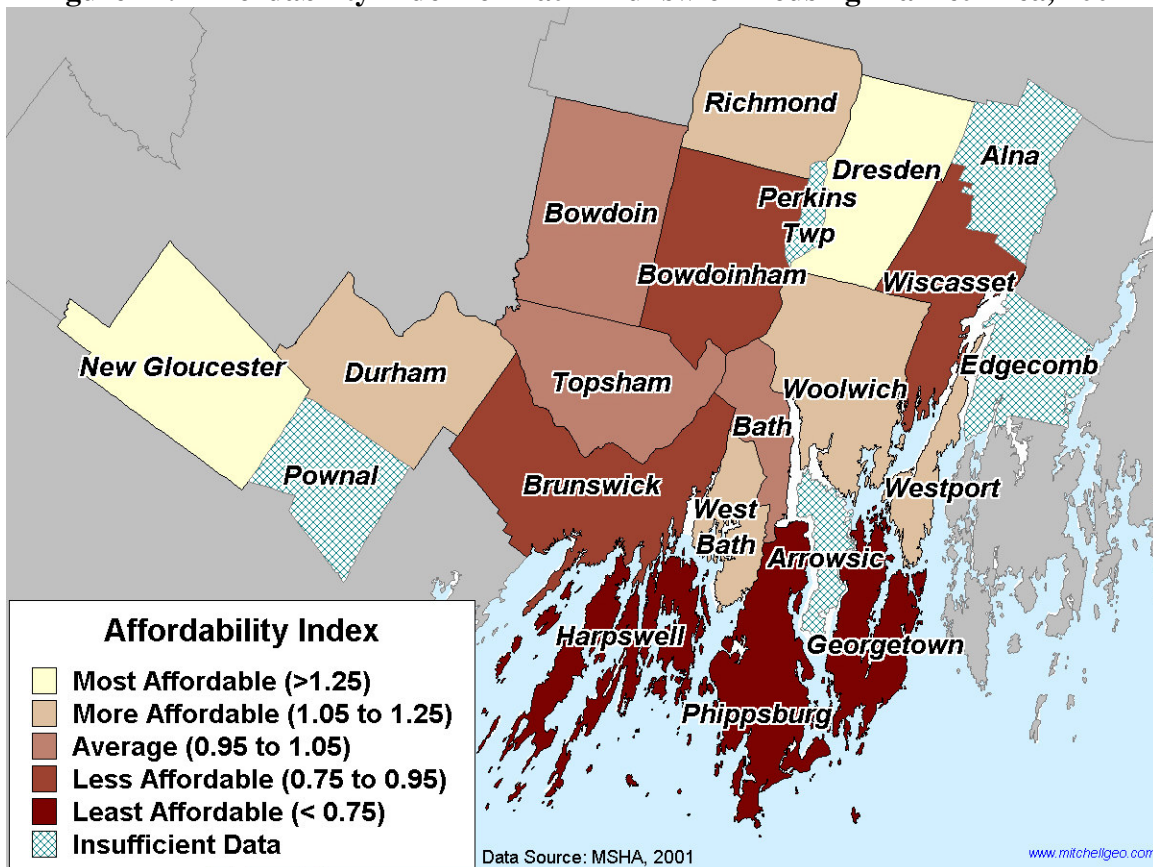 Richmond
Alna
Dresden
Perkins
Twp
Bowdoin
Bowdoinham
Wiscasset
New Gloucester
Durham
Topsham
Woolwich
Edgecomb
Bath
Pownal
Brunswick
Westport
West
Bath
Arrowsic
Harpswell
Georgetown
Phippsburg
Affordability Index
Most Affordable (>1.25)
More Affordable (1.05 to 1.25)
Average (0.95 to 1.05)
Less Affordable (0.75 to 0.95)
Least Affordable (< 0.75)
Insufficient Data
Data Source: MSHA, 2001
www.mitchellgeo.com